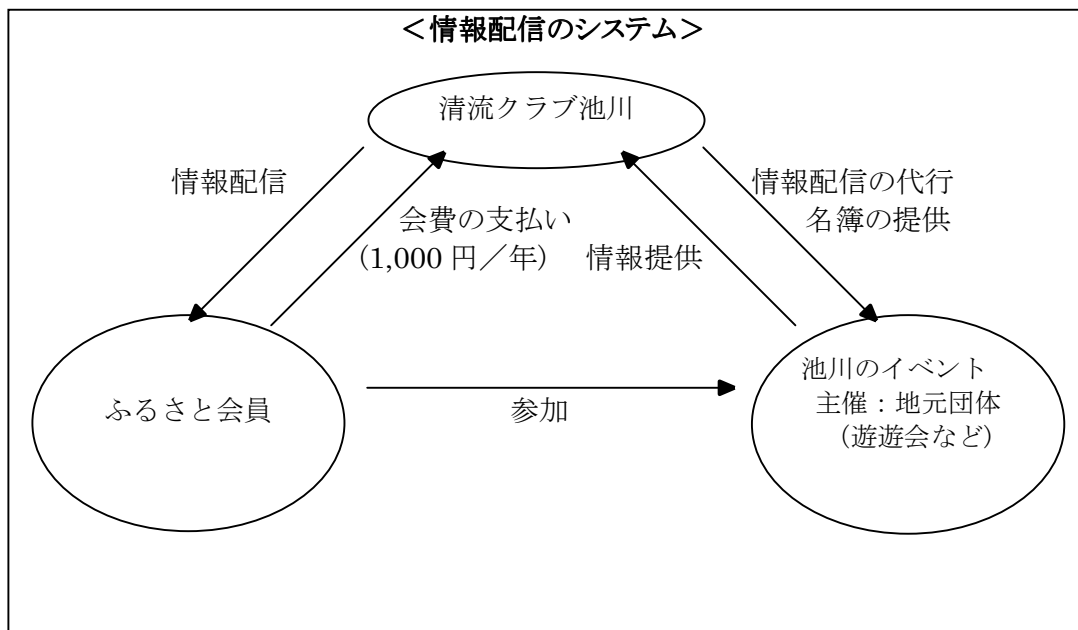 ＜情報配信のシステム＞
清流クラブ池川
情報配信
会費の支払い
（1,000 円／年）
情報提供
情報配信の代行
名簿の提供
ふるさと会員
参加
池川のイベント
主催：地元団体
（遊遊会など）